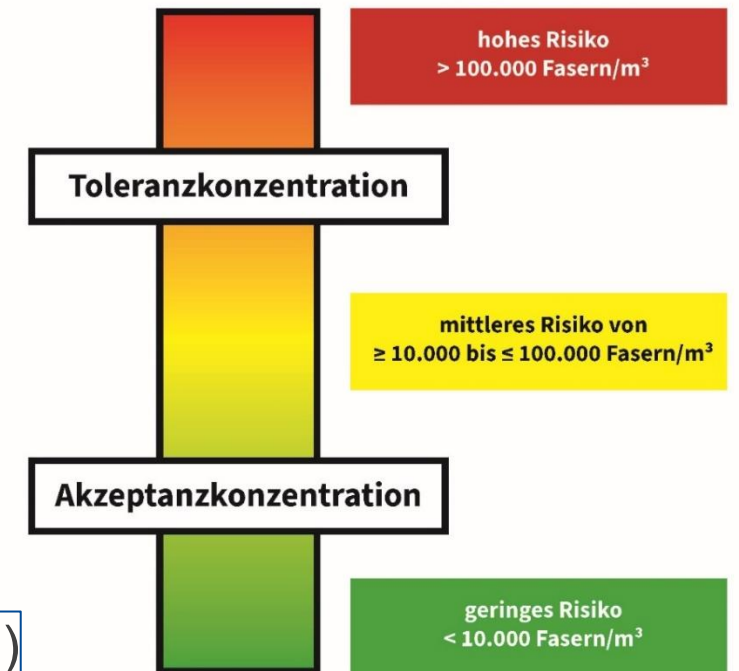 hohes Risiko
> 100.000 Fasern/m³
Toleranzkonzentration
mittleres Risiko von
≥ 10.000 bis ≤ 100.000 Fasern/m³
Akzeptanzkonzentration
geringes Risiko
< 10.000 Fasern/m³
)